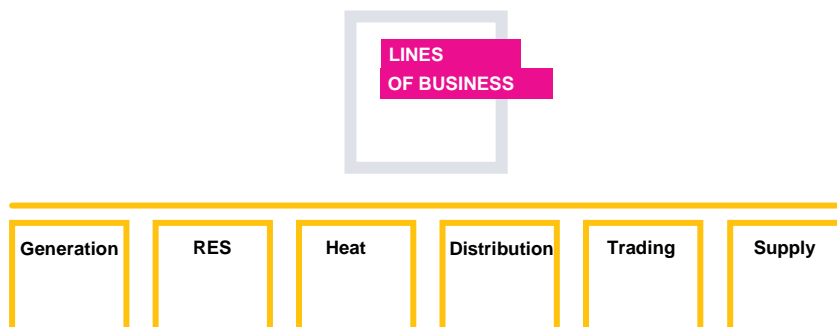 LINES
OF BUSINESS
Generation RES Heat Distribution Trading Supply